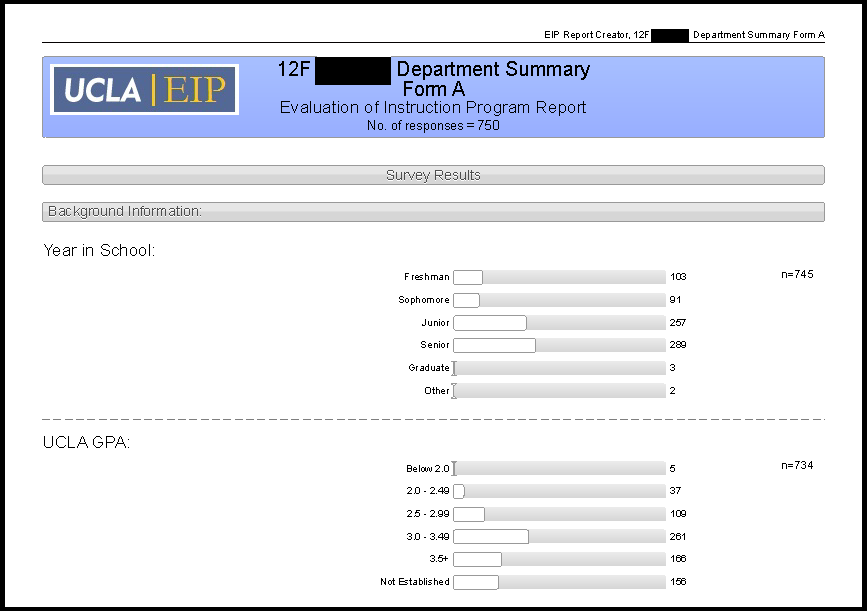 EIP Report Creator, 12F Department Summary Form A
UCLA | EIP
12F Department Summary
Form A
Evaluation of Instruction Program Report
No. of responses = 750
Survey Results
Background Information:
Year in School:
Freshman 103 n=745
Sophomore 91
Junior 257
Senior 289
Graduate 3
Other 2
UCLA GPA:
Below 2.0 5 n=734
2.0 - 2.49 37
2.5 - 2.99 109
3.0 - 3.49 261
3.5+ 166
Not Established 156